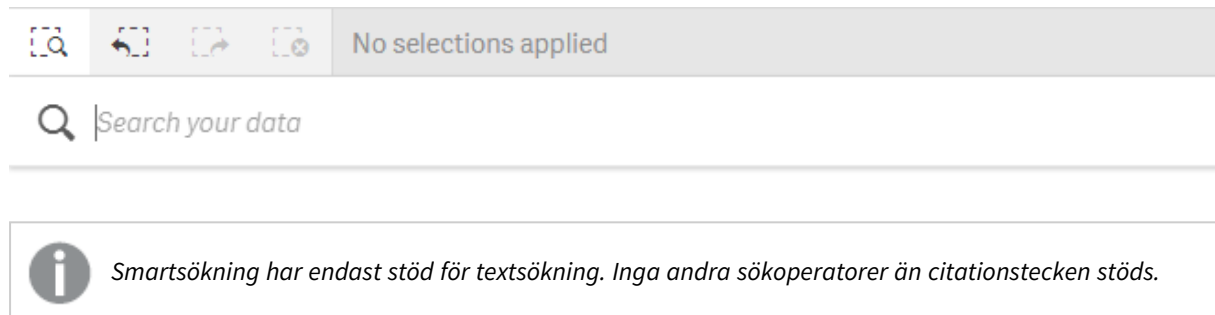 No selections applied
Search your data
Smartsökning har endast stöd för textsökning. Inga andra sökoperatorer än citationstecken stöds.